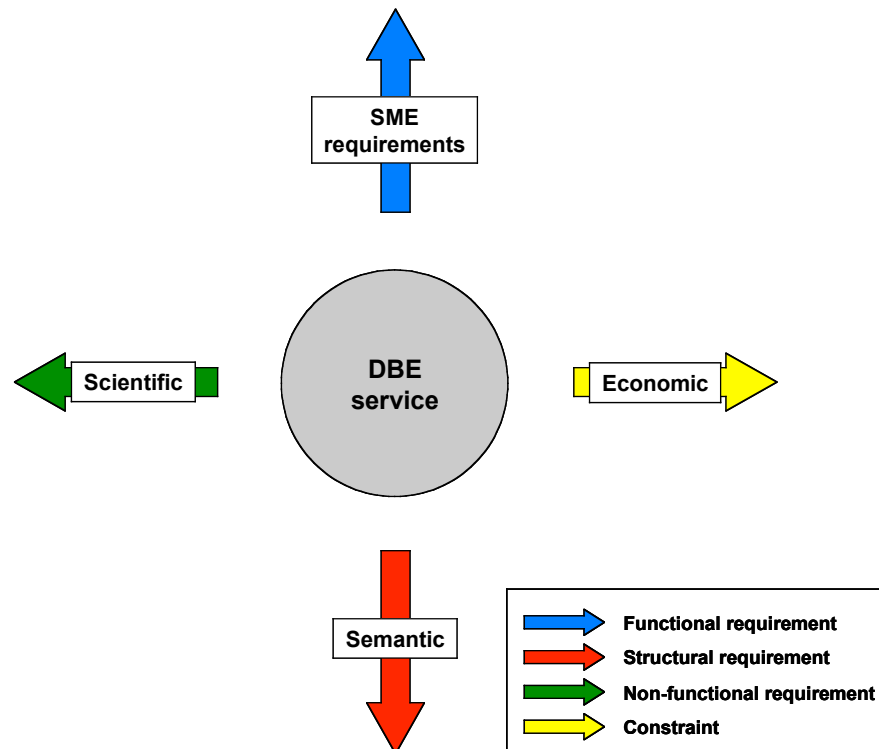 SME
requirements
Scientific
DBE
service
Economic
Semantic
Functional requirement
Structural requirement
Non-functional requirement
Constraint